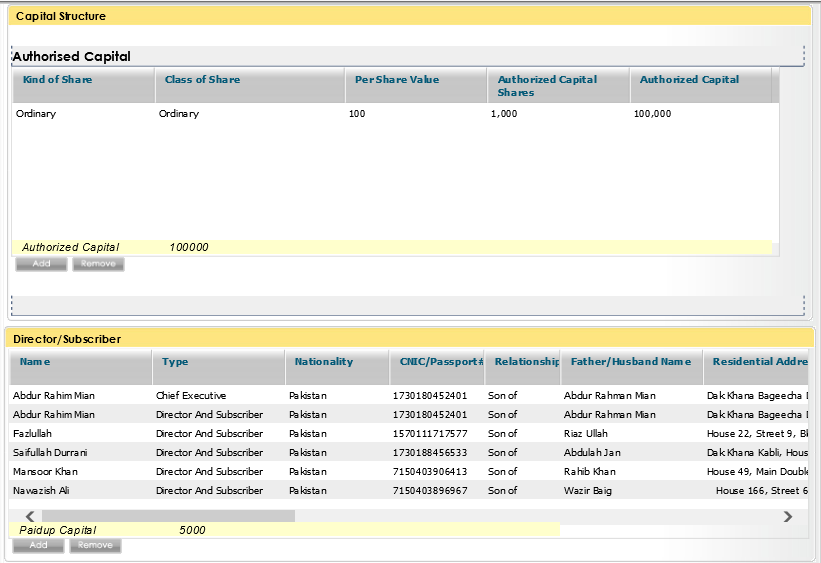 Capital Structure
Authorised Capital
Kind of Share Class of Share Per Share Value Authorized Capital Shares Authorized Capital
Ordinary Ordinary 100 1,000 100,000
Authorized Capital 100000
Add Remove
Director/Subscriber
Name Type Nationality CNIC/Passport# Relationship Father/Husband Name Residential Addre
Abdur Rahim Mian Chief Executive Pakistan 1730180452401 Son of Abdur Rahman Mian Dak Khana Bageecha
Abdur Rahim Mian Director And Subscriber Pakistan 1730180452401 Son of Abdur Rahman Mian Dak Khana Bageecha
Fazlullah Director And Subscriber Pakistan 1570111717577 Son of Riaz Ullah House 22, Street 9,
Saifullah Durrani Director And Subscriber Pakistan 1730188456533 Son of Abdulah Jan Dak Khana Kabli, Hous
Mansoor Khan Director And Subscriber Pakistan 7150403906413 Son of Rahib Khan House 49, Main Double
Nawazish Ali Director And Subscriber Pakistan 7150403896967 Son of Wazir Baig House 166, Street 6
Paidup Capital 5000
Add Remove